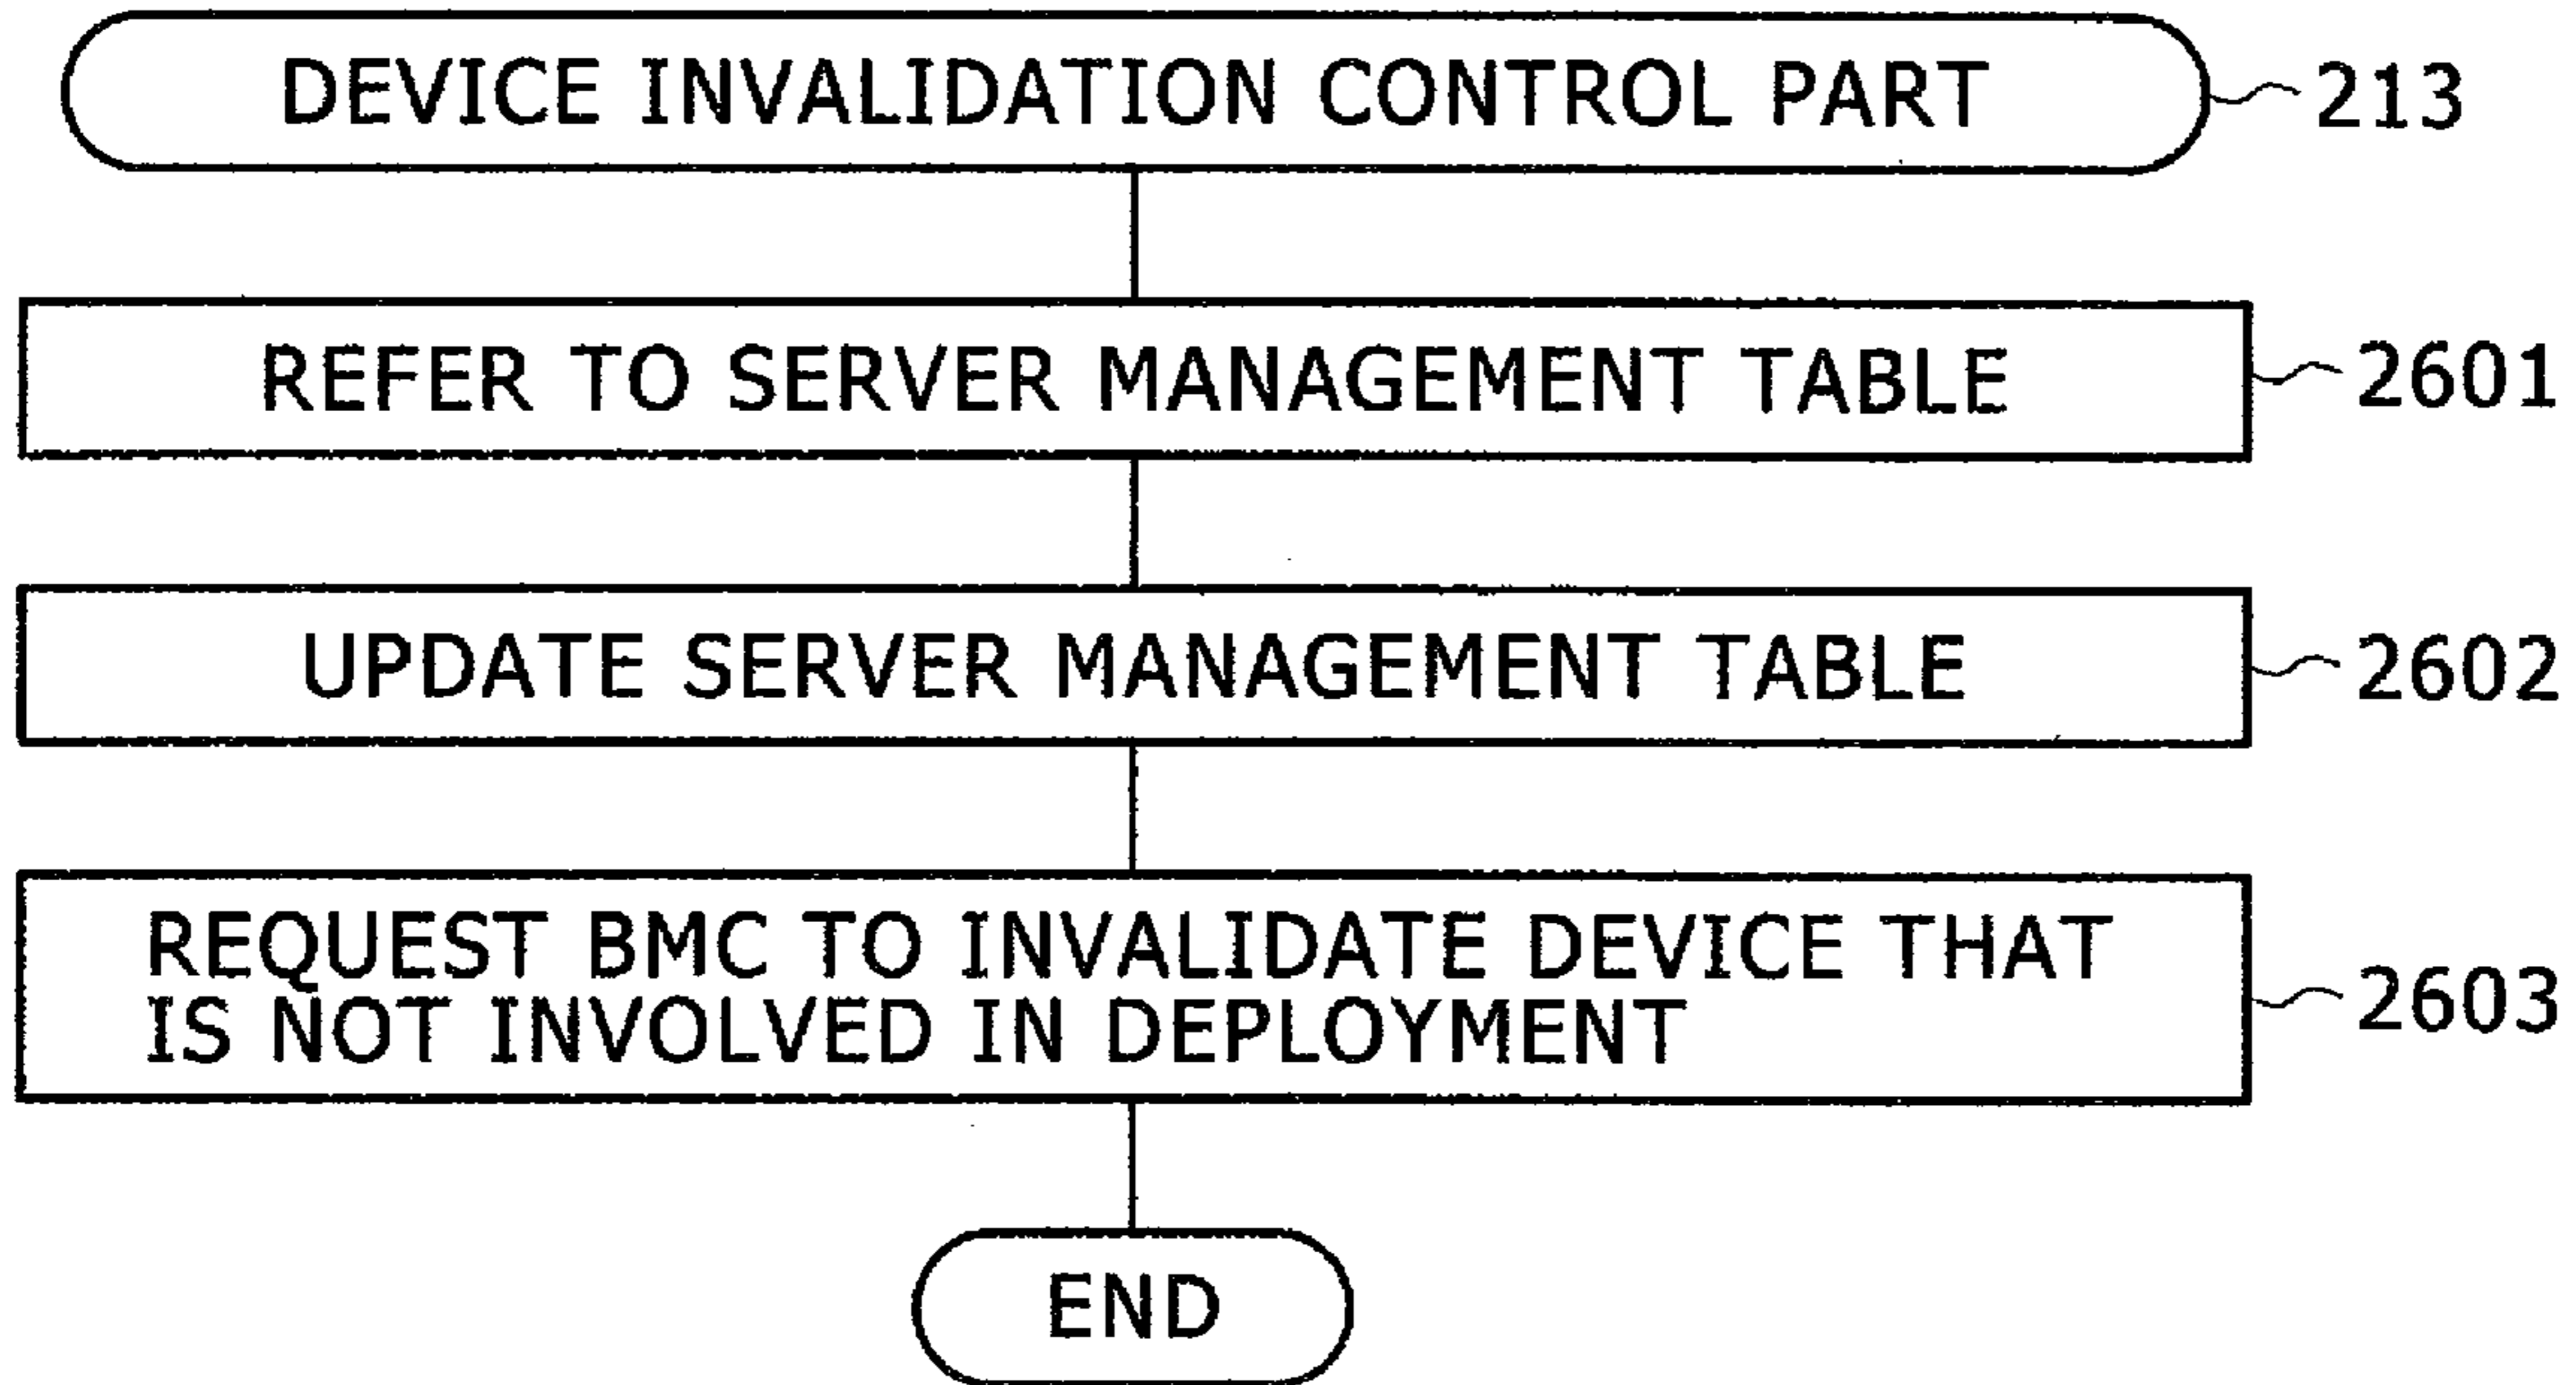 DEVICE INVALIDATION CONTROL PART 213
REFER TO SERVER MANAGEMENT TABLE 2601
UPDATE SERVER MANAGEMENT TABLE 2602
REQUEST BMC TO INVALIDATE DEVICE THAT
IS NOT INVOLVED IN DEPLOYMENT 2603
END